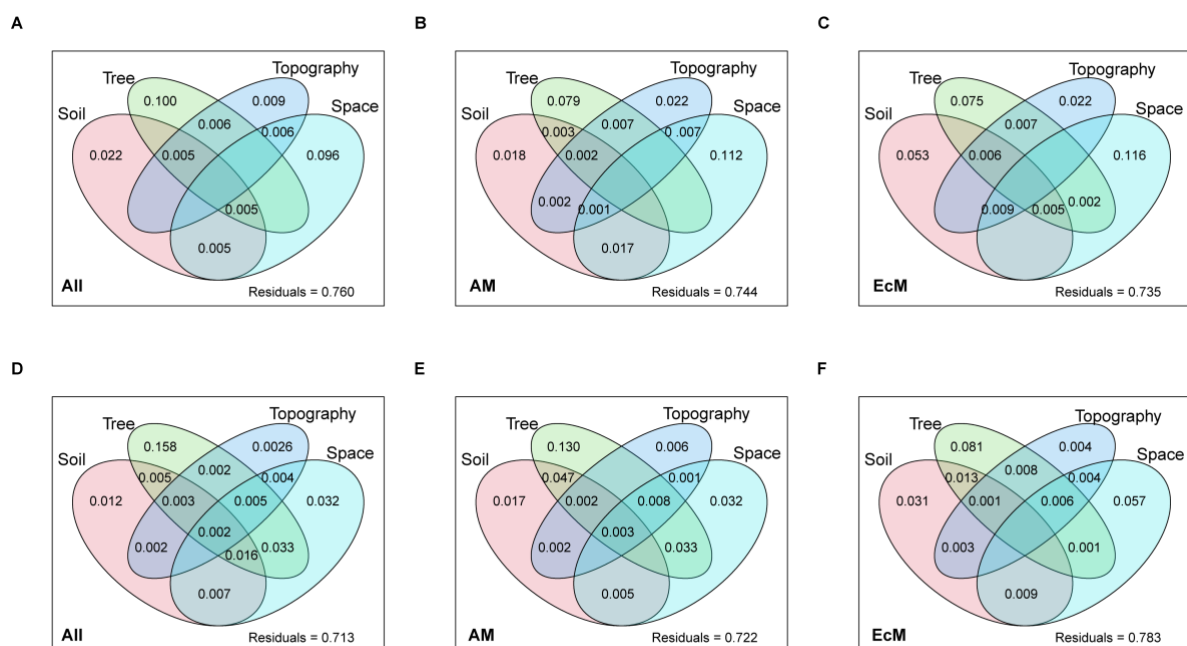 A
B
C
Tree
Topography
Soil
Space
0.100
0.009
0.006
0.006
0.022
0.005
0.096
0.005
0.005
All
Residuals = 0.760
Tree
Topography
Soil
Space
0.079
0.022
0.003
0.007
0.007
0.018
0.002
0.112
0.002
0.001
0.017
AM
Residuals = 0.744
Tree
Topography
Soil
Space
0.075
0.022
0.007
0.053
0.006
0.116
0.009
0.005
0.002
EcM
Residuals = 0.735
D
E
F
Tree
Topography
Soil
Space
0.158
0.0026
0.005
0.002
0.004
0.012
0.003
0.005
0.032
0.002
0.002
0.016
0.033
0.007
All
Residuals = 0.713
Tree
Topography
Soil
Space
0.130
0.006
0.047
0.001
0.017
0.002
0.008
0.032
0.002
0.003
0.033
0.005
AM
Residuals = 0.722
Tree
Topography
Soil
Space
0.081
0.004
0.013
0.008
0.004
0.031
0.001
0.006
0.057
0.003
0.001
0.009
EcM
Residuals = 0.783